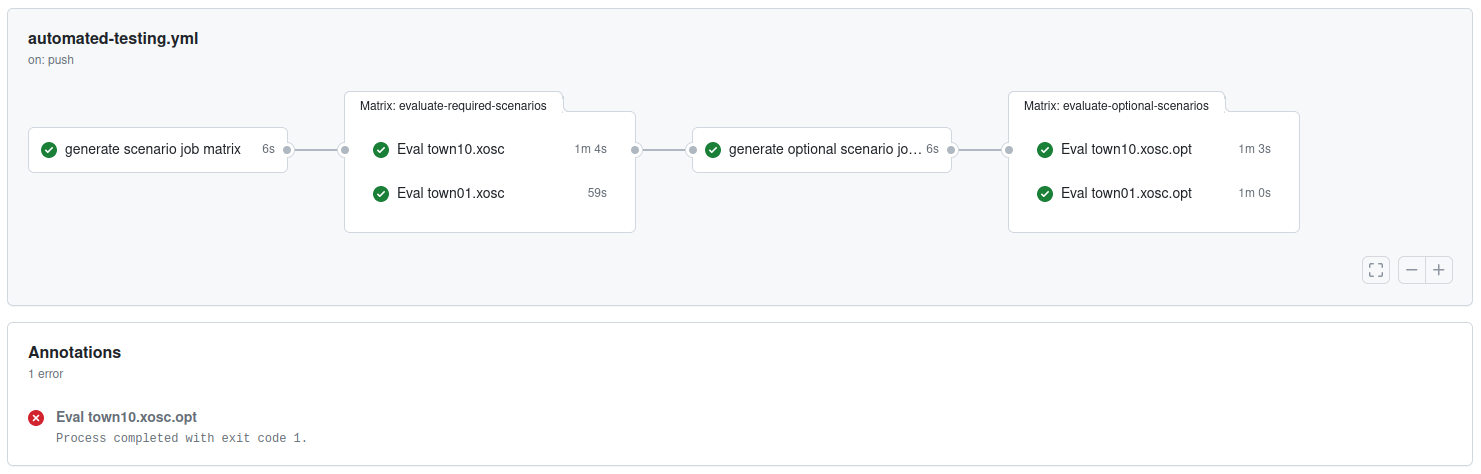 automated-testing.yml
on: push
Matrix: evaluate-required-scenarios
Matrix: evaluate-optional-scenarios
generate scenario job matrix 6s
Eval town10.xosc 1m 4s
generate optional scenario jo... 6s
Eval town10.xosc.opt 1m 3s
Eval town01.xosc 59s
Eval town01.xosc.opt 1m 0s
Annotations
1 error
Eval town10.xosc.opt
Process completed with exit code 1.